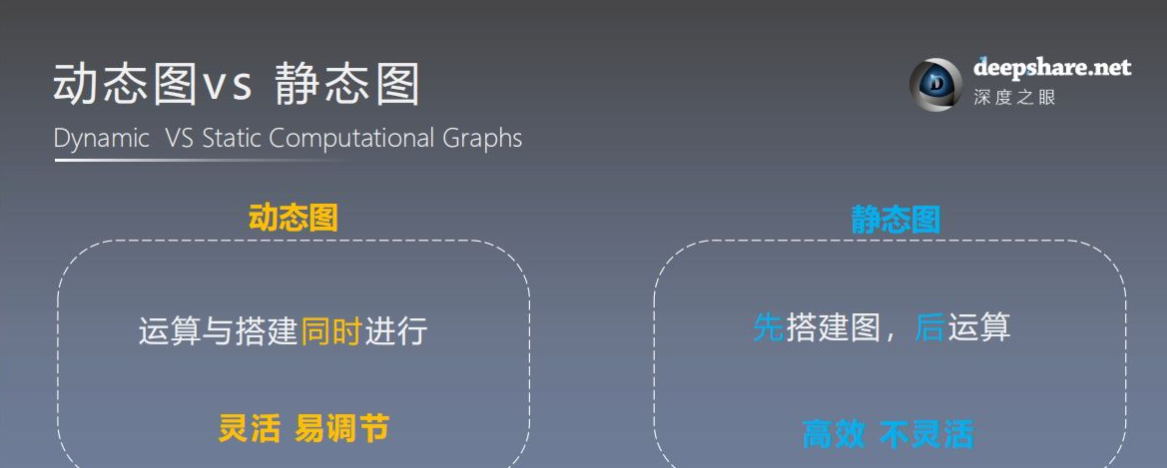 动态图vs 静态图
deepshare.net
深度之眼
Dynamic VS Static Computational Graphs
动态图
运算与搭建同时进行
灵活 易调节
静态图
先搭建图，后运算
高效 不灵活